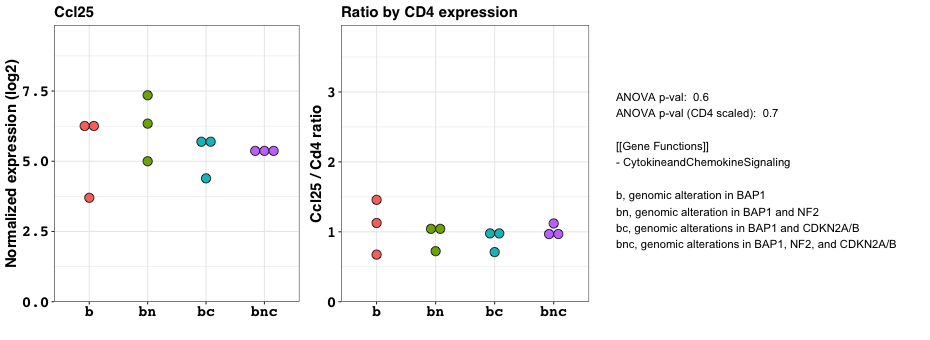 Ccl25
Normalized expression (log2)
7.5
5.0
2.5
0.0
b bn bc bnc
Ratio by CD4 expression
Ccl25 / Cd4 ratio
3
2
1
0
b bn bc bnc
ANOVA p-val: 0.6
ANOVA p-val (CD4 scaled): 0.7
[[Gene Functions]]
- CytokineandChemokineSignaling
b, genomic alteration in BAP1
bn, genomic alteration in BAP1 and NF2
bc, genomic alterations in BAP1 and CDKN2A/B
bnc, genomic alterations in BAP1, NF2, and CDKN2A/B